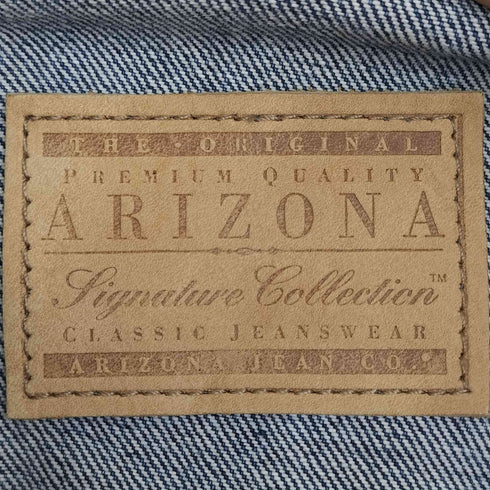 THE • ORIGINAL
PREMIUM QUALITY
ARIZONA
Signature Collection™
CLASSIC JEANSWEAR
ARIZONA JEAN CO.®